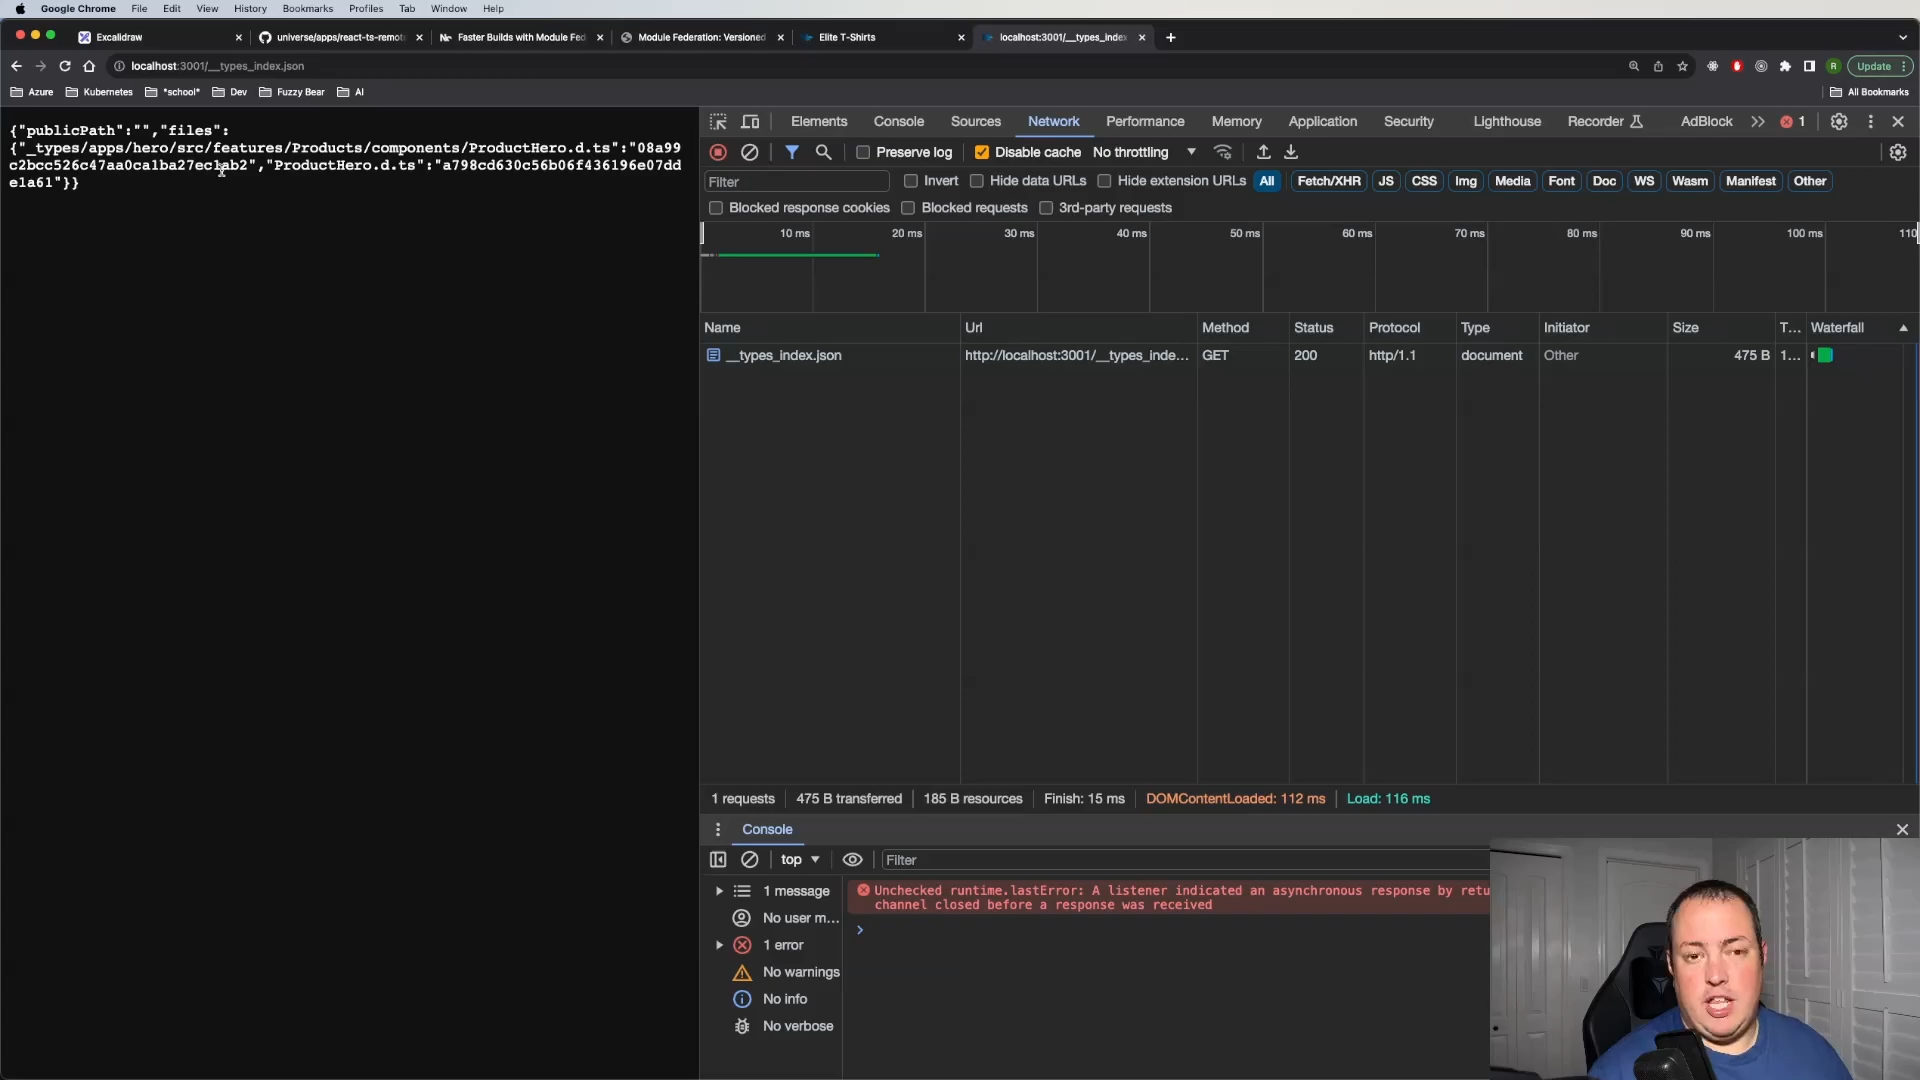 Google Chrome File Edit View History Bookmarks Profiles Tab Window Help
Excalidraw universe/apps/react-ts-remot Faster Builds with Module Fed Module Federation: Versioned Elite T-Shirts localhost:3001/__types_index
localhost:3001/__types_index.json R Update
Azure Kubernetes *school* Dev Fuzzy Bear AI All Bookmarks
{"publicPath":"","files":
{"_types/apps/hero/src/features/Products/components/ProductHero.d.ts":"08a99
c2bcc526c47aa0ca1ba27ec1ab2","ProductHero.d.ts":"a798cd630c56b06f436196e07dd
e1a61"}}
Elements Console Sources Network Performance Memory Application Security Lighthouse Recorder AdBlock 1
Preserve log Disable cache No throttling
Filter Invert Hide data URLs Hide extension URLs All Fetch/XHR JS CSS Img Media Font Doc WS Wasm Manifest Other
Blocked response cookies Blocked requests 3rd-party requests
10 ms 20 ms 30 ms 40 ms 50 ms 60 ms 70 ms 80 ms 90 ms 100 ms 110
Name Url Method Status Protocol Type Initiator Size T... Waterfall
__types_index.json http://localhost:3001/__types_inde... GET 200 http/1.1 document Other 475 B 1...
1 requests 475 B transferred 185 B resources Finish: 15 ms DOMContentLoaded: 112 ms Load: 116 ms
Console
top Filter
1 message
No user m...
1 error
No warnings
No info
No verbose
Unchecked runtime.lastError: A listener indicated an asynchronous response by retu
channel closed before a response was received